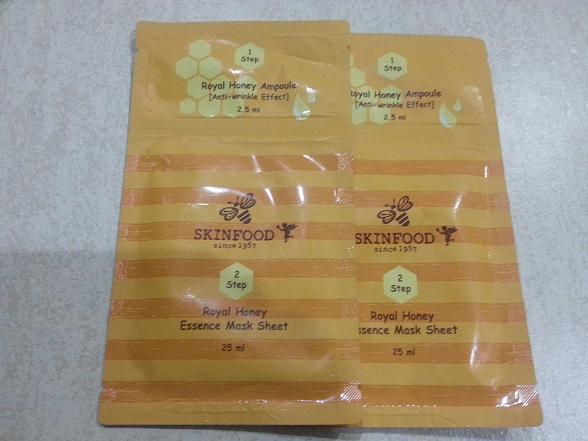 1
Step
Royal Honey Ampoule
[Anti-wrinkle Effect]
2.5 ml
SKINFOOD
since 1957
2
Step
Royal Honey
Essence Mask Sheet
25 ml
1
Step
Royal Honey Ampoule
[Anti-wrinkle Effect]
2.5 ml
SKINFOOD
since 1957
2
Step
Royal Honey
ssence Mask Sheet
25 ml